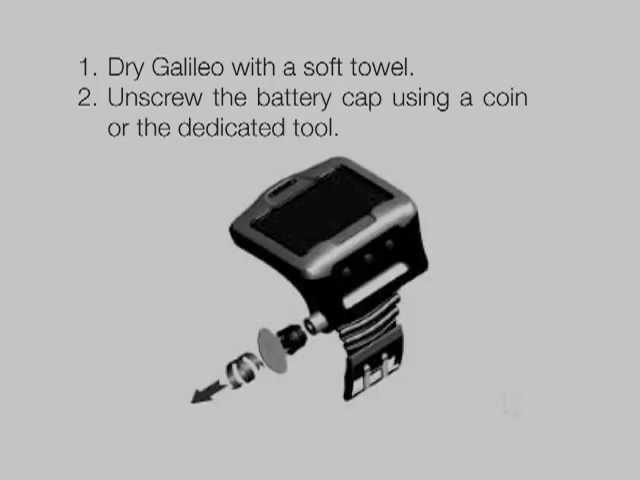 1. Dry Galileo with a soft towel.
2. Unscrew the battery cap using a coin
or the dedicated tool.